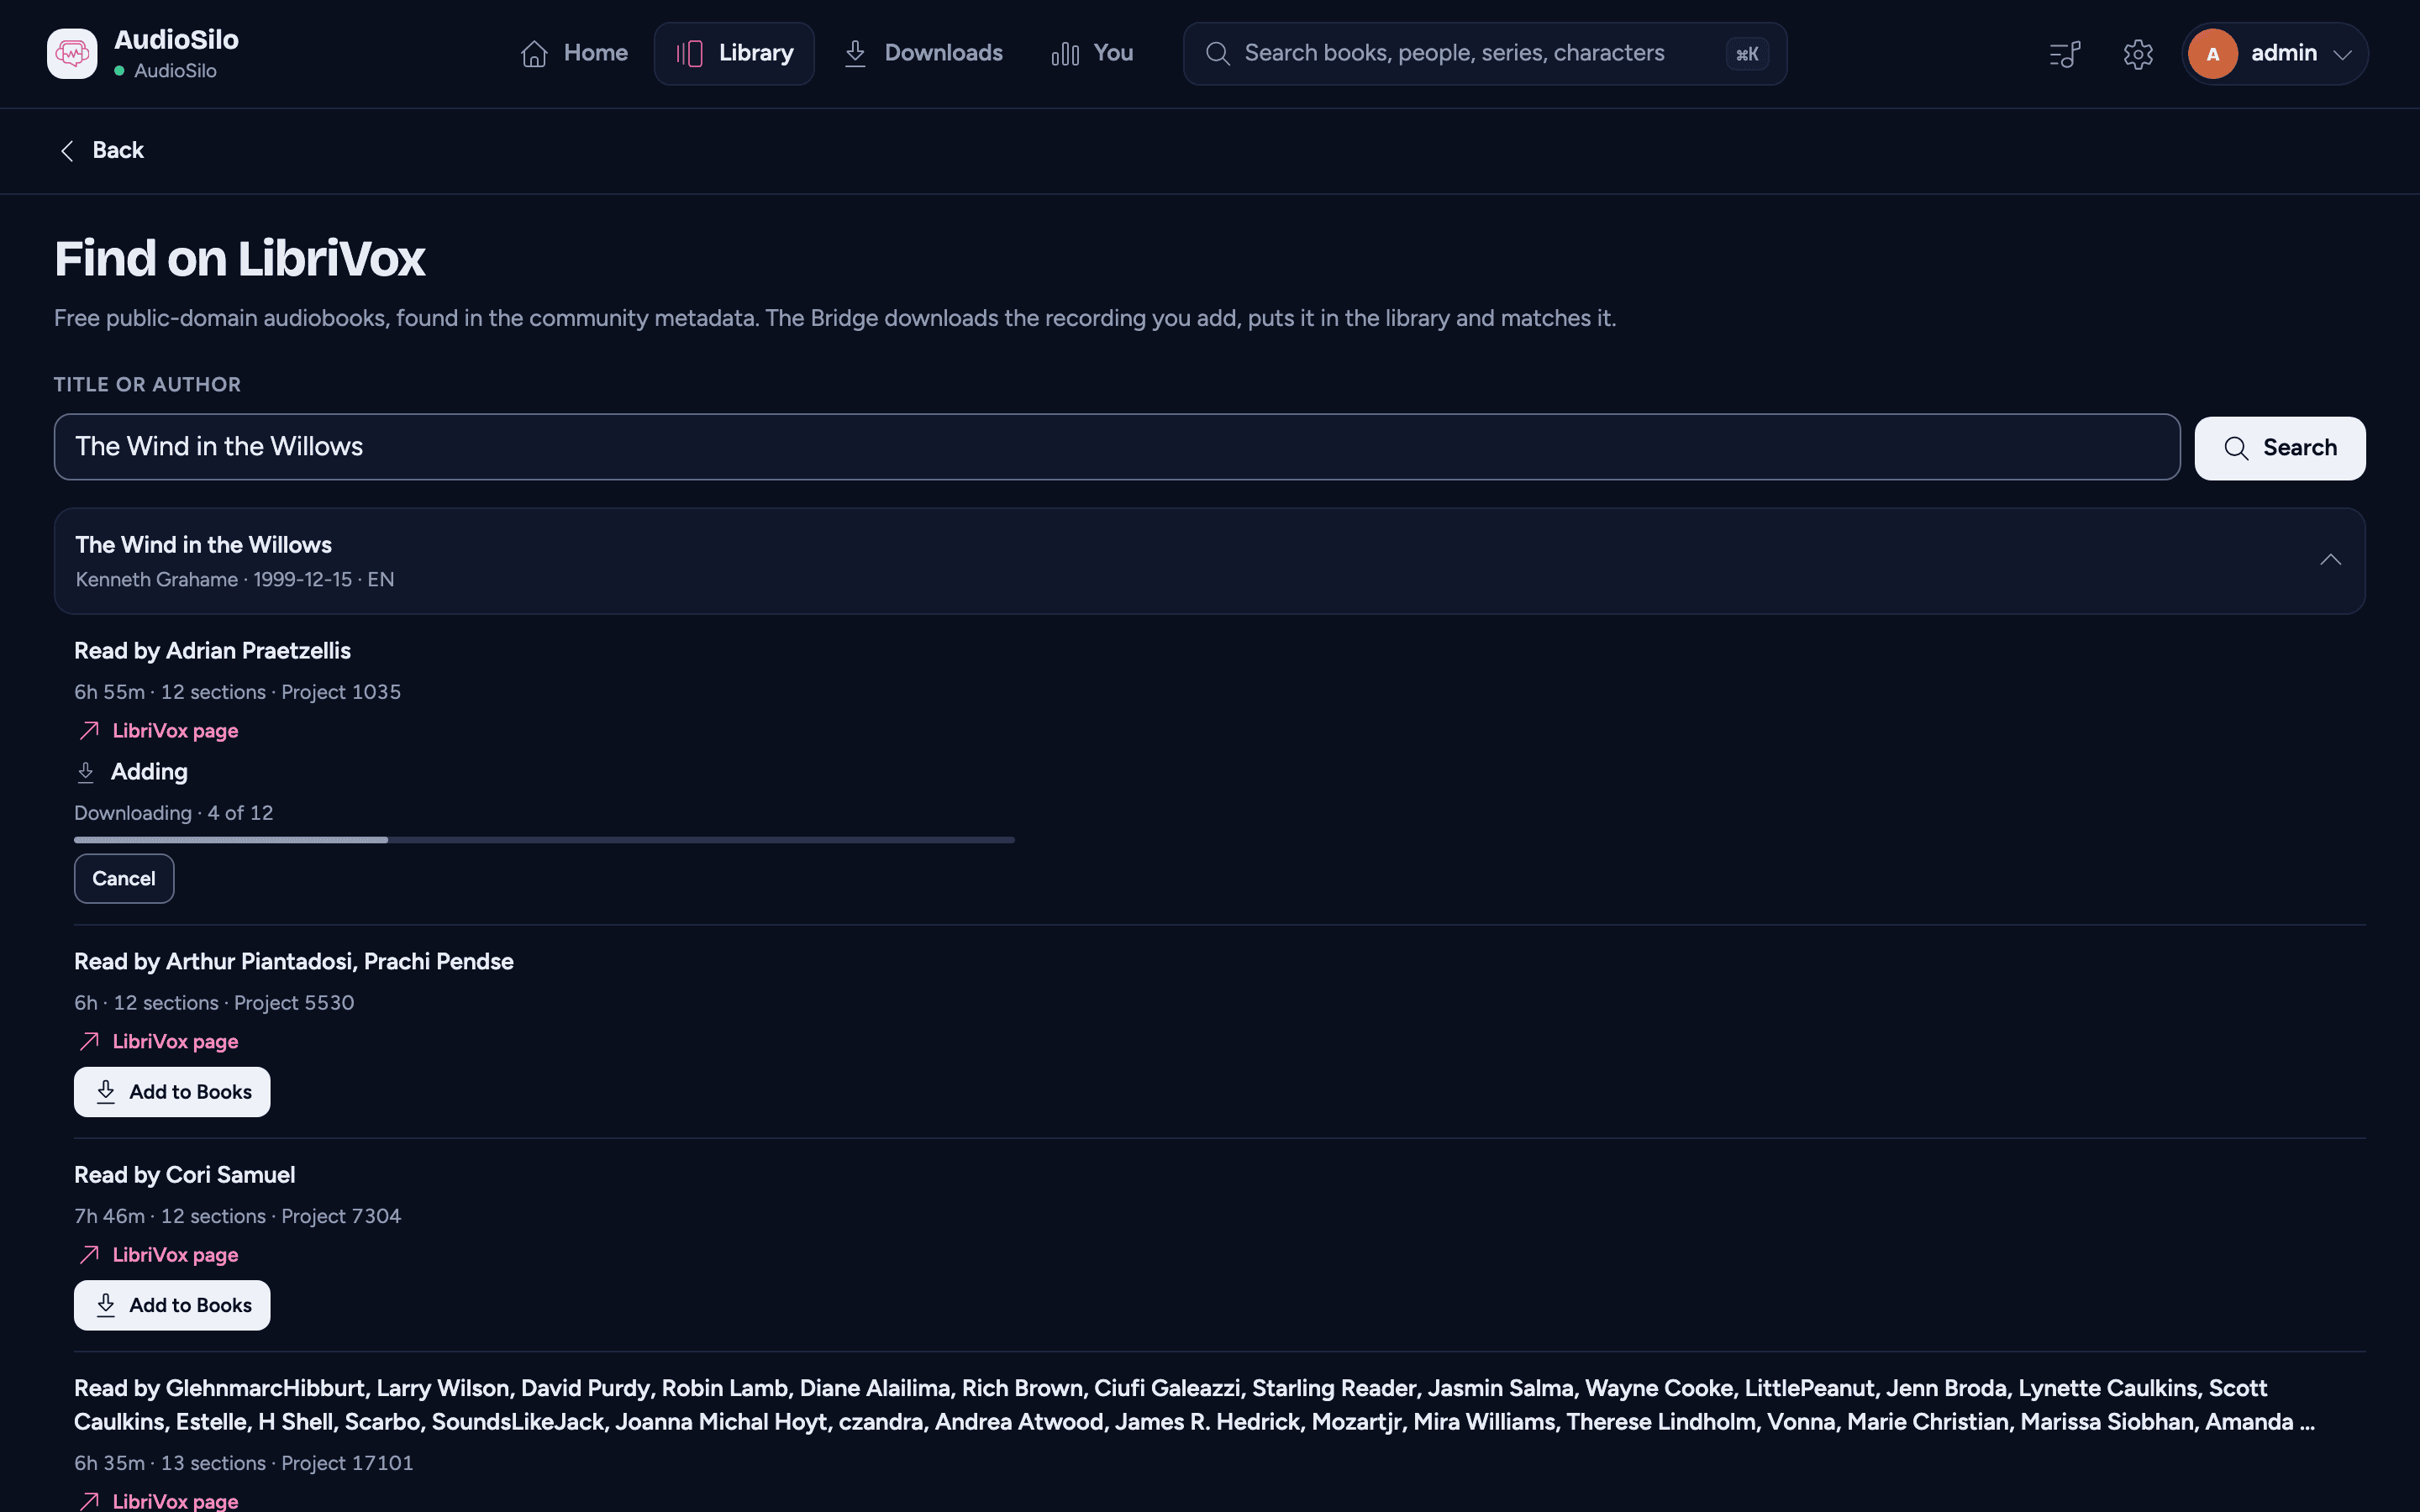 AudioSilo
AudioSilo
Home
Library
Downloads
You
Search books, people, series, characters
⌘K
A
admin
Back
Find on LibriVox
Free public-domain audiobooks, found in the community metadata. The Bridge downloads the recording you add, puts it in the library and matches it.
TITLE OR AUTHOR
The Wind in the Willows
Search
The Wind in the Willows
Kenneth Grahame · 1999-12-15 · EN
Read by Adrian Praetzellis
6h 55m · 12 sections · Project 1035
LibriVox page
Adding
Downloading · 4 of 12
Cancel
Read by Arthur Piantadosi, Prachi Pendse
6h · 12 sections · Project 5530
LibriVox page
Add to Books
Read by Cori Samuel
7h 46m · 12 sections · Project 7304
LibriVox page
Add to Books
Read by GlehnmarcHibburt, Larry Wilson, David Purdy, Robin Lamb, Diane Alailima, Rich Brown, Ciufi Galeazzi, Starling Reader, Jasmin Salma, Wayne Cooke, LittlePeanut, Jenn Broda, Lynette Caulkins, Scott
Caulkins, Estelle, H Shell, Scarbo, SoundsLikeJack, Joanna Michal Hoyt, czandra, Andrea Atwood, James R. Hedrick, Mozartjr, Mira Williams, Therese Lindholm, Vonna, Marie Christian, Marissa Siobhan, Amanda ...
6h 35m · 13 sections · Project 17101
LibriVox page